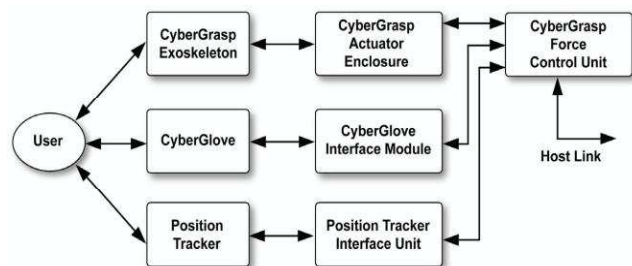 CyberGrasp
Exoskeleton
CyberGrasp
Actuator
Enclosure
CyberGrasp
Force
Control Unit
User
CyberGlove
CyberGlove
Interface Module
Host Link
Position
Tracker
Position Tracker
Interface Unit